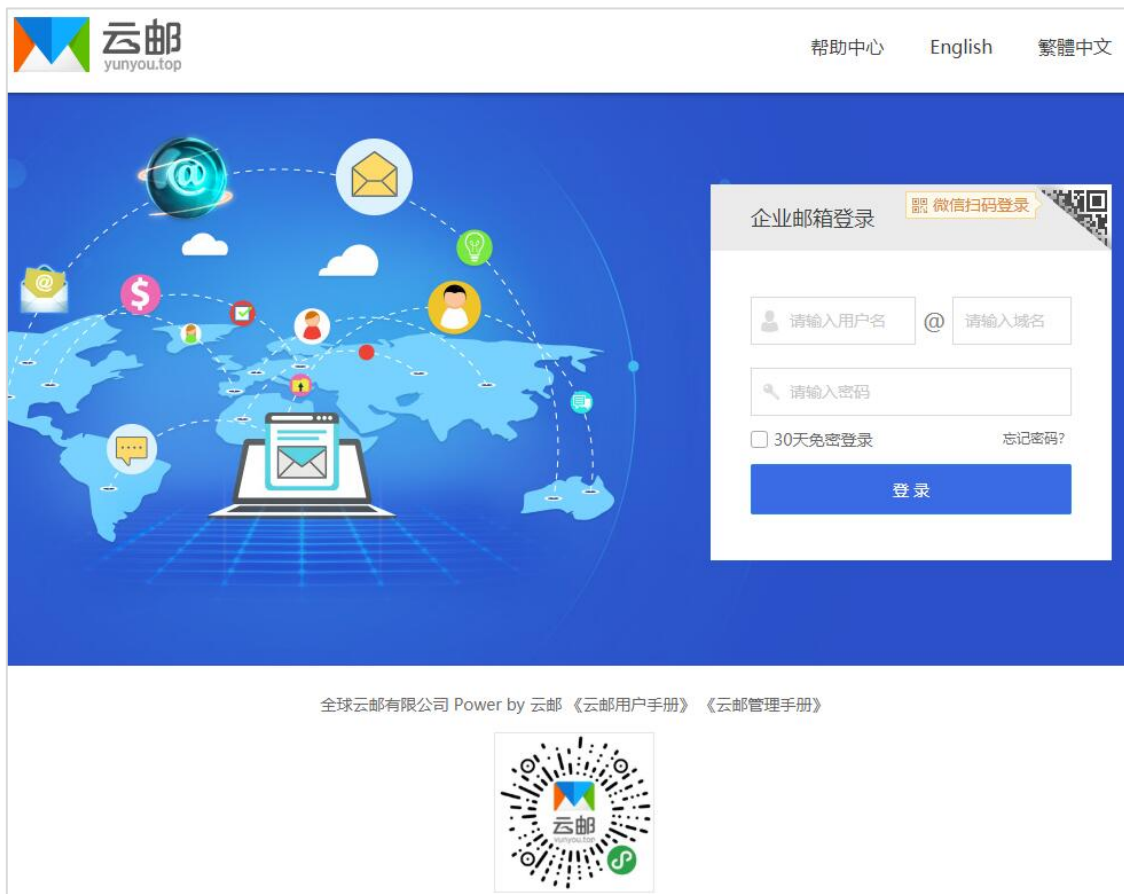 云邮
yunyou.top
帮助中心 English 繁體中文
企业邮箱登录
微信扫码登录
请输入用户名 @ 请输入域名
请输入密码
30天免密登录 忘记密码?
登 录
全球云邮有限公司 Power by 云邮 《云邮用户手册》 《云邮管理手册》
云邮
yunyou.top